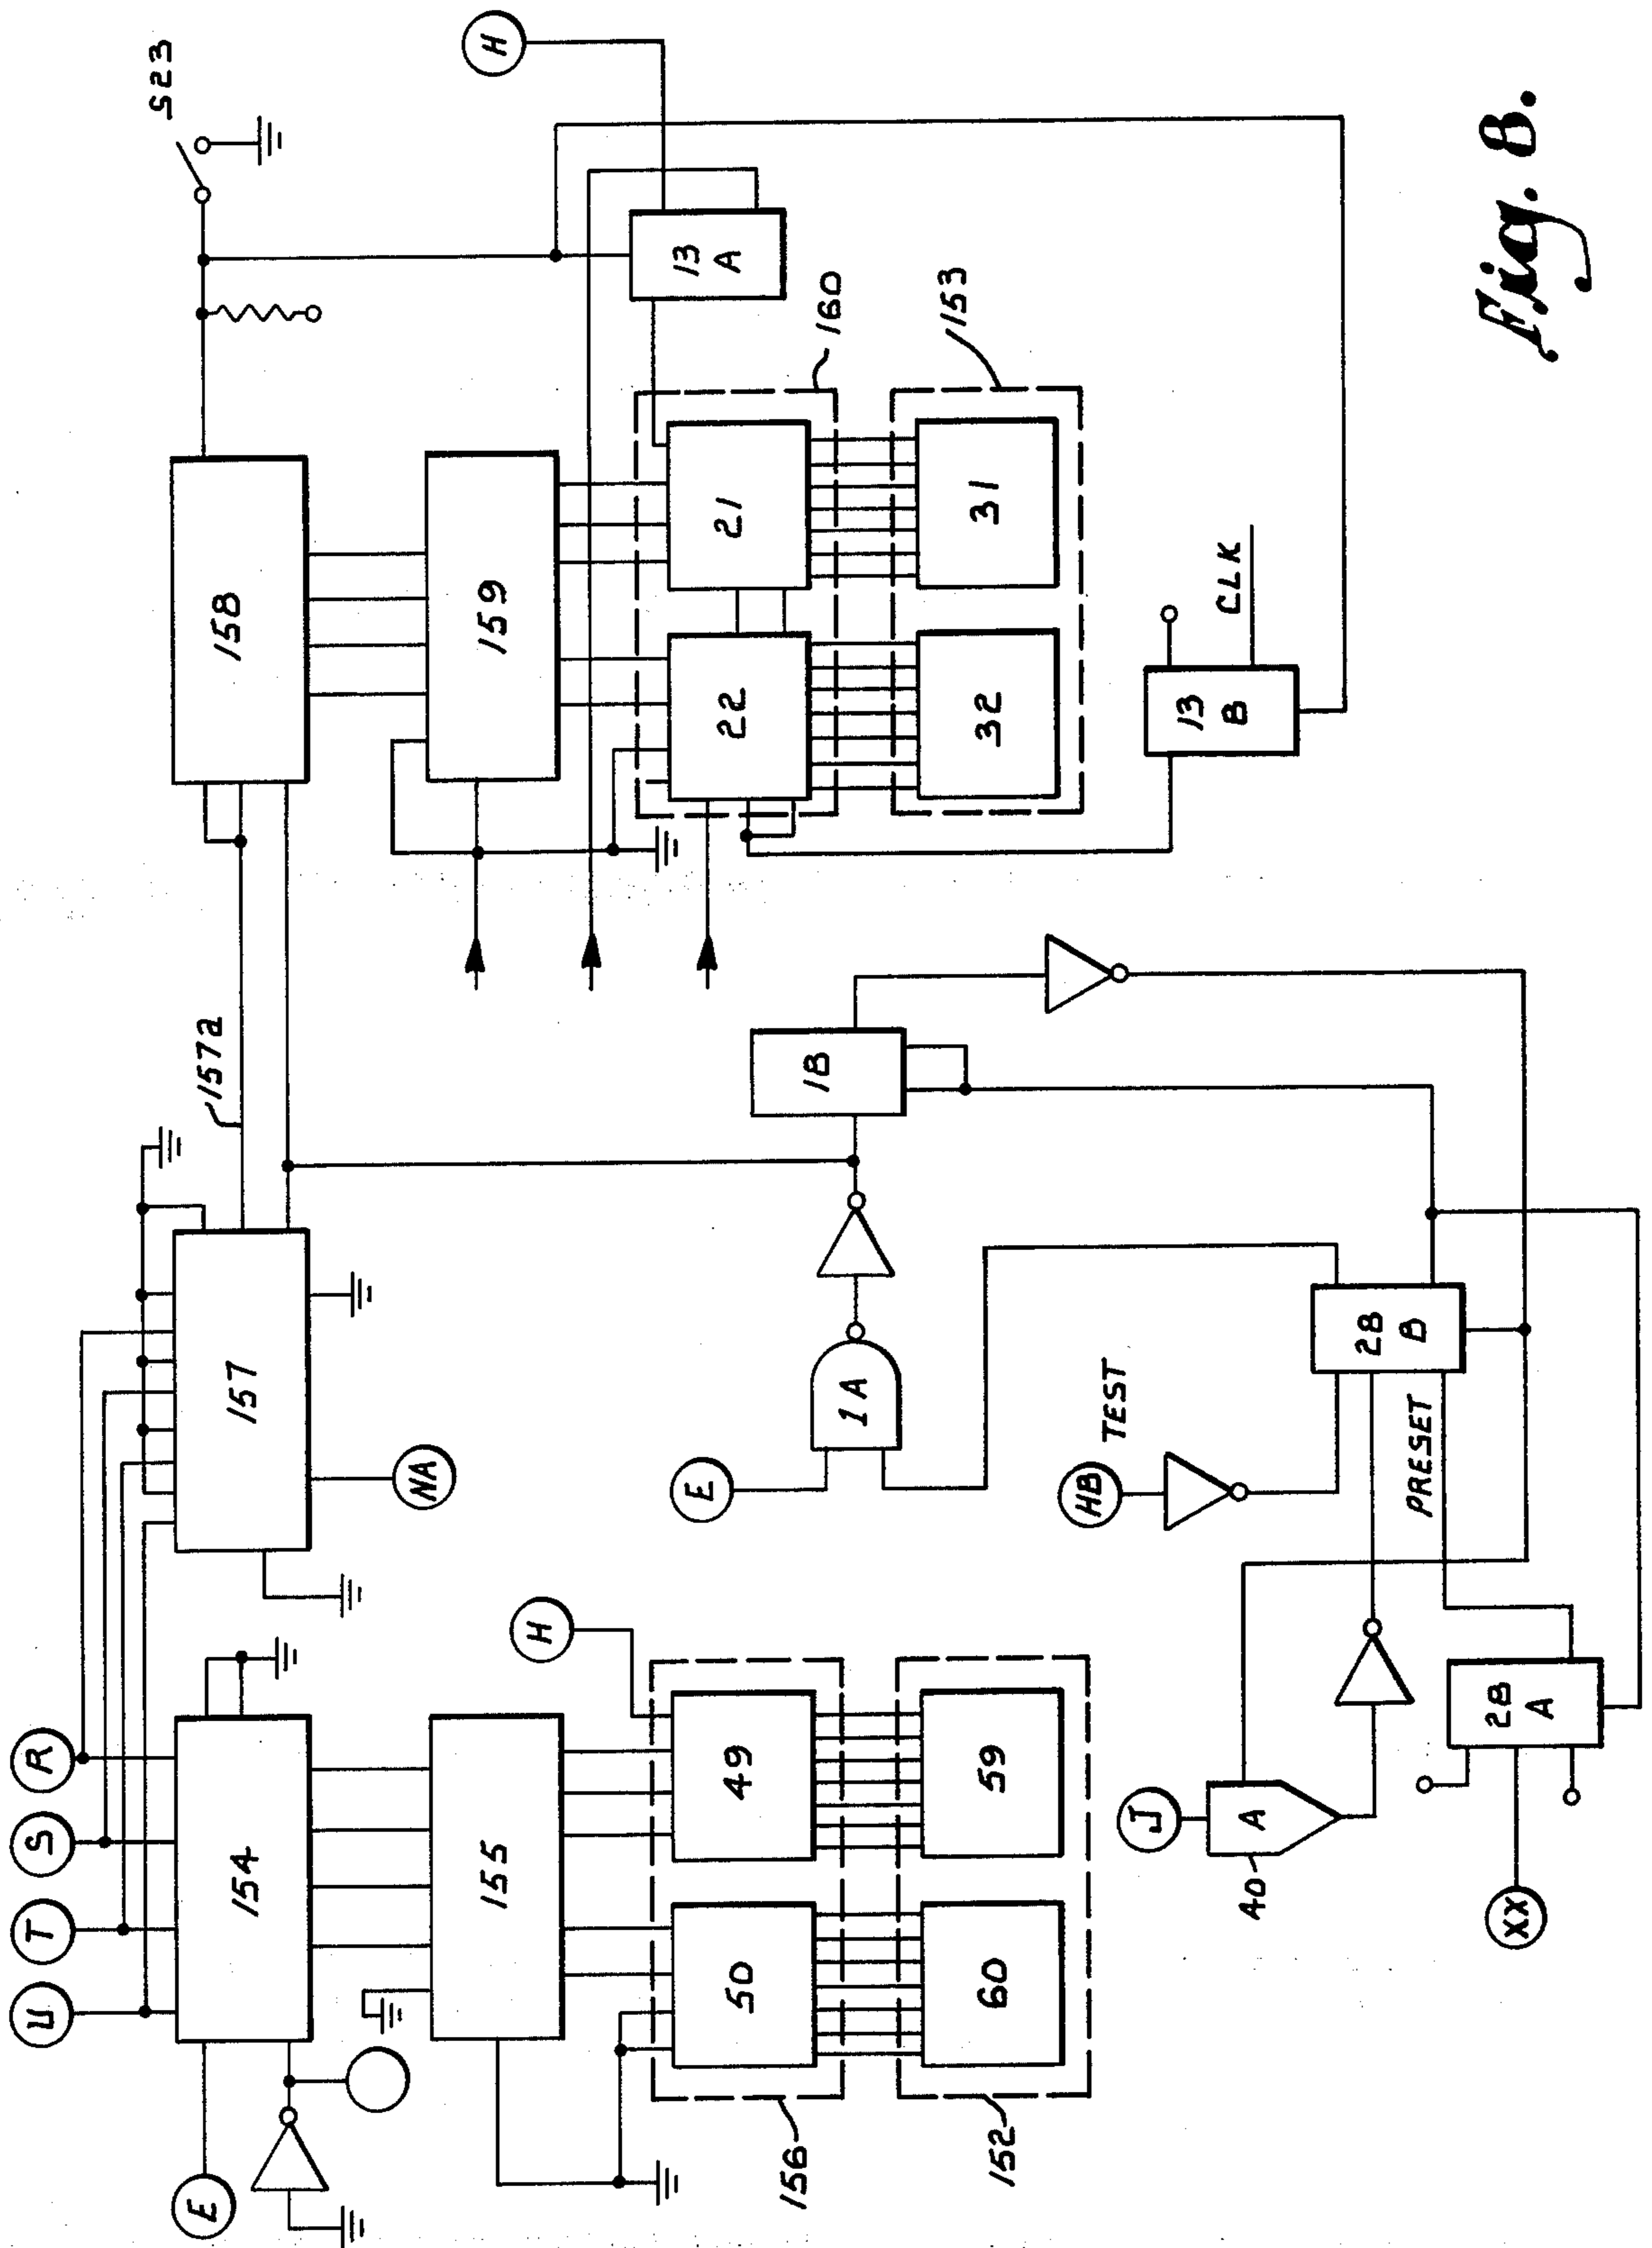 U
T
S
R
E
154
157
157a
158
S23
NA
155
159
H
H
E
1A
1B
13
A
156
50
49
22
21
160
152
60
59
32
31
153
HB
TEST
J
A
40
PRESET
28
B
28
A
XX
13
B
CLK
Fig. 8.